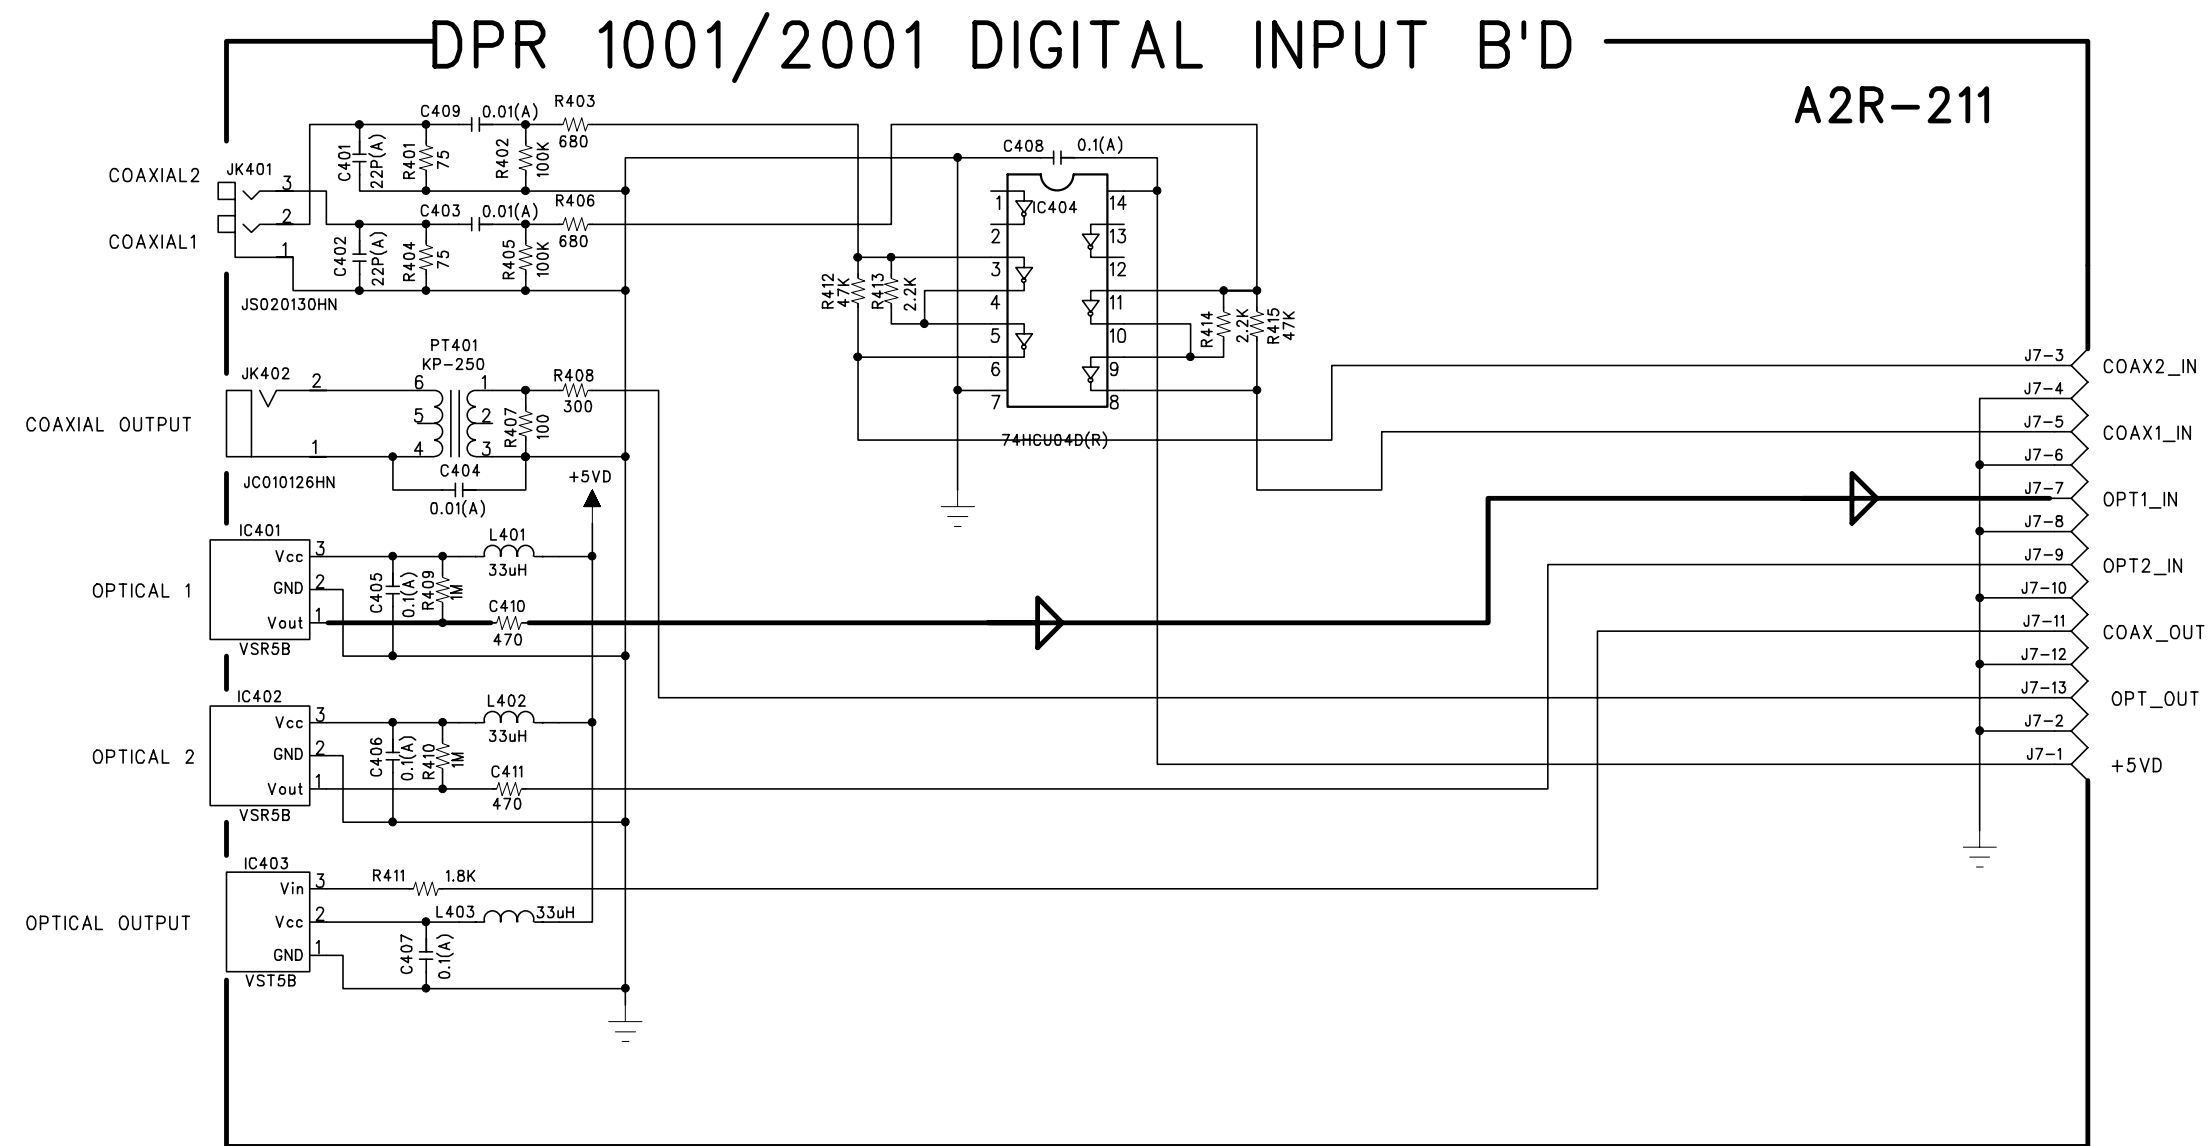 DPR 1001/2001 DIGITAL INPUT B'D
A2R-211
COAXIAL2
JK401
3
2
1
COAXIAL1
JS020130HN
C409
0.01(A)
R403
680
C401
22P(A)
R401
75
R402
100K
C403
0.01(A)
R406
680
C402
22P(A)
R404
75
R405
100K
C408
0.1(A)
IC404
1
2
3
4
5
6
7
14
13
12
11
10
9
8
74HCU04D(R)
R412
47K
R413
2.2K
R414
2.2K
R415
47K
COAXIAL OUTPUT
JK402
2
1
JC010126HN
PT401
KP-250
6
5
4
1
2
3
R408
300
R407
100
C404
0.01(A)
+5VD
OPTICAL 1
IC401
Vcc
3
GND
2
Vout
1
VSR5B
C405
0.1(A)
R409
1M
L401
33uH
C410
470
OPTICAL 2
IC402
Vcc
3
GND
2
Vout
1
VSR5B
C406
0.1(A)
R410
1M
L402
33uH
C411
470
OPTICAL OUTPUT
IC403
Vin
3
Vcc
2
GND
1
VST5B
R411
1.8K
L403
33uH
C407
0.1(A)
J7-3
COAX2_IN
J7-4
J7-5
COAX1_IN
J7-6
J7-7
OPT1_IN
J7-8
J7-9
OPT2_IN
J7-10
J7-11
COAX_OUT
J7-12
J7-13
OPT_OUT
J7-2
J7-1
+5VD